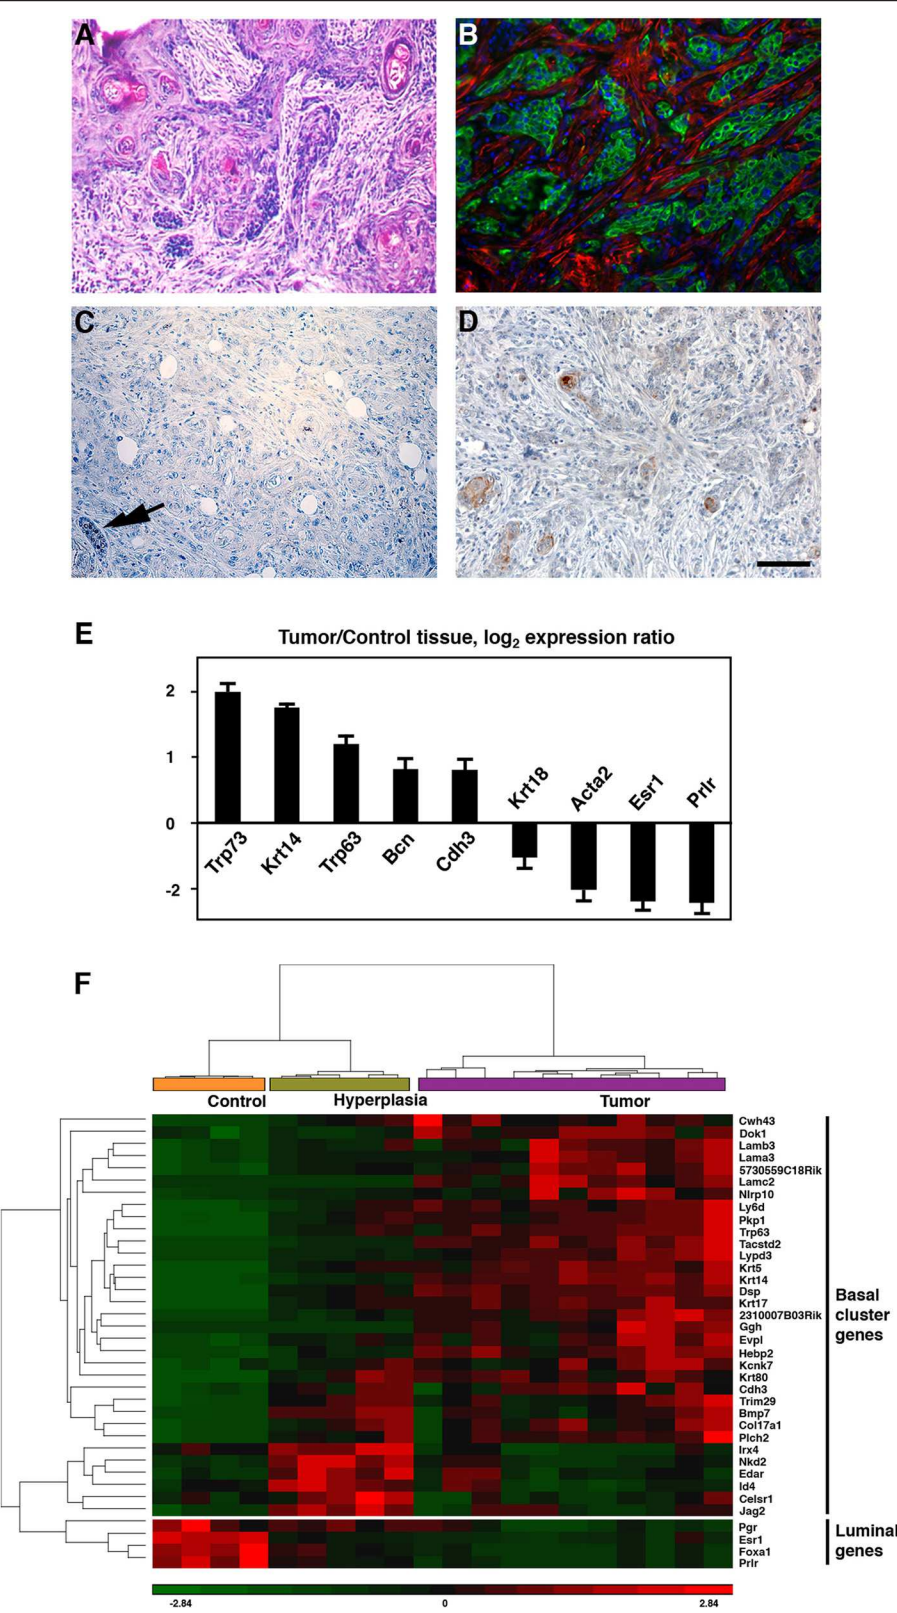 A
B
C
D
E
Tumor/Control tissue, log2 expression ratio
2
1
0
-2
Trp73
Krt14
Trp63
Bcn
Cdh3
Krt18
Acta2
Esr1
Prlr
F
Control
Hyperplasia
Tumor
Cwh43
Dok1
Lamb3
Lama3
5730559C18Rik
Lamc2
Nlrp10
Ly6d
Pkp1
Trp63
Tacstd2
Lypd3
Krt5
Krt14
Dsp
Krt17
2310007B03Rik
Ggh
Evpl
Hebp2
Kcnk7
Krt80
Cdh3
Trim29
Bmp7
Col17a1
Plch2
Irx4
Nkd2
Edar
Id4
Celsr1
Jag2
Basal
cluster
genes
Pgr
Esr1
Foxa1
Prlr
Luminal
genes
-2.84
0
2.84